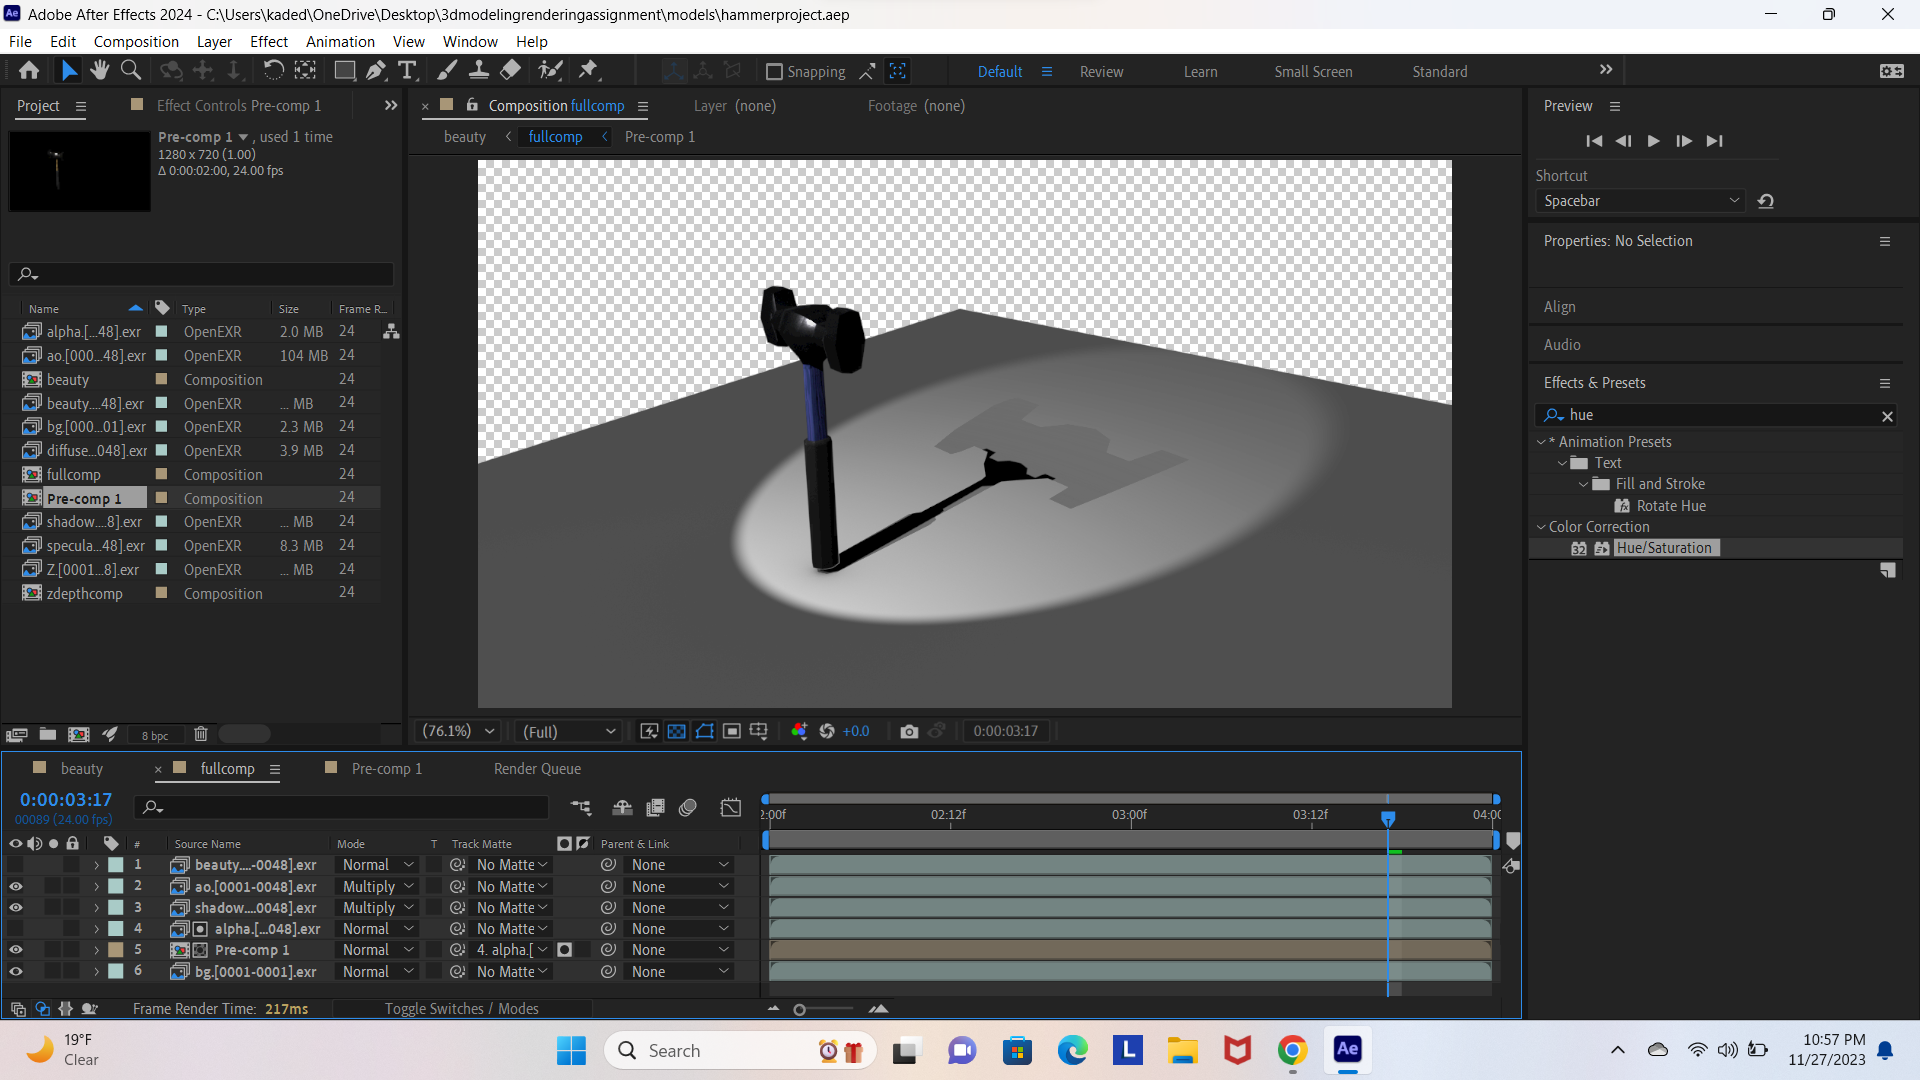 Adobe After Effects 2024 - C:\Users\kaded\OneDrive\Desktop\3dmodelingrenderingassignment\models\hammerproject.aep
File Edit Composition Layer Effect Animation View Window Help
Snapping Default Review Learn Small Screen Standard
Project Effect Controls Pre-comp 1
Composition fullcomp Layer (none) Footage (none)
beauty fullcomp Pre-comp 1
Pre-comp 1 , used 1 time
1280 x 720 (1.00)
Δ 0:00:02:00, 24.00 fps
Name Type Size Frame R...
alpha.[...48].exr OpenEXR 2.0 MB 24
ao.[000...48].exr OpenEXR 104 MB 24
beauty Composition 24
beauty....48].exr OpenEXR ... MB 24
bg.[000...01].exr OpenEXR 2.3 MB 24
diffuse...048].exr OpenEXR 3.9 MB 24
fullcomp Composition 24
Pre-comp 1 Composition 24
shadow....8].exr OpenEXR ... MB 24
specula...48].exr OpenEXR 8.3 MB 24
Z.[0001...8].exr OpenEXR ... MB 24
zdepthcomp Composition 24
8 bpc
(76.1%) (Full) +0.0 0:00:03:17
Preview
Shortcut
Spacebar
Properties: No Selection
Align
Audio
Effects & Presets
hue
* Animation Presets
Text
Fill and Stroke
Rotate Hue
Color Correction
32 Hue/Saturation
beauty fullcomp Pre-comp 1 Render Queue
0:00:03:17
00089 (24.00 fps)
2:00f 02:12f 03:00f 03:12f 04:00
# Source Name Mode T Track Matte Parent & Link
1 beauty....-0048].exr Normal No Matte None
2 ao.[0001-0048].exr Multiply No Matte None
3 shadow....0048].exr Multiply No Matte None
4 alpha.[...048].exr Normal No Matte None
5 Pre-comp 1 Normal 4. alpha.[ None
6 bg.[0001-0001].exr Normal No Matte None
Frame Render Time: 217ms Toggle Switches / Modes
19°F
Clear
Search
L
Ae
10:57 PM
11/27/2023